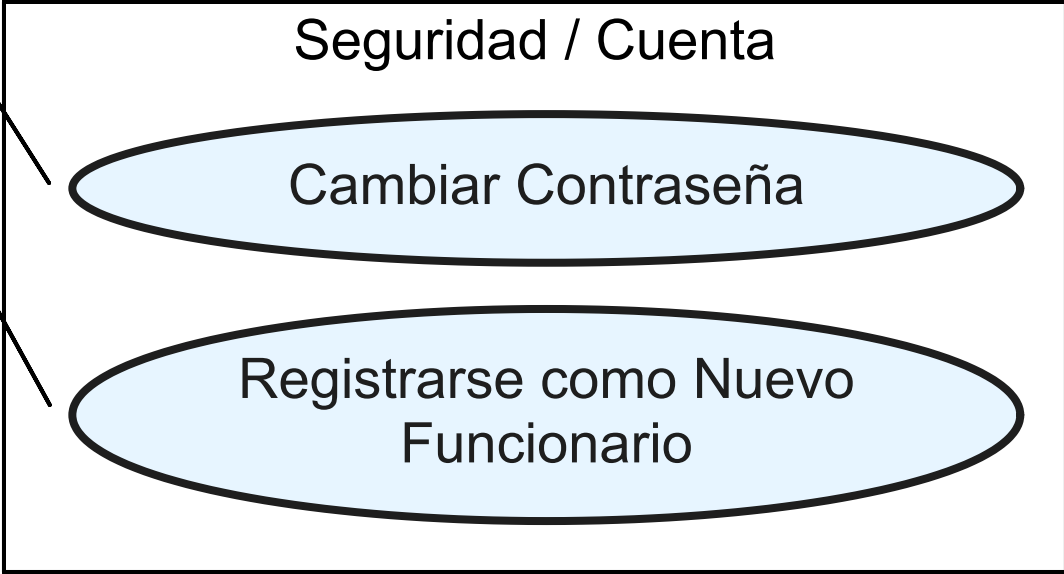 Seguridad / Cuenta
Cambiar Contraseña
Registrarse como Nuevo
Funcionario